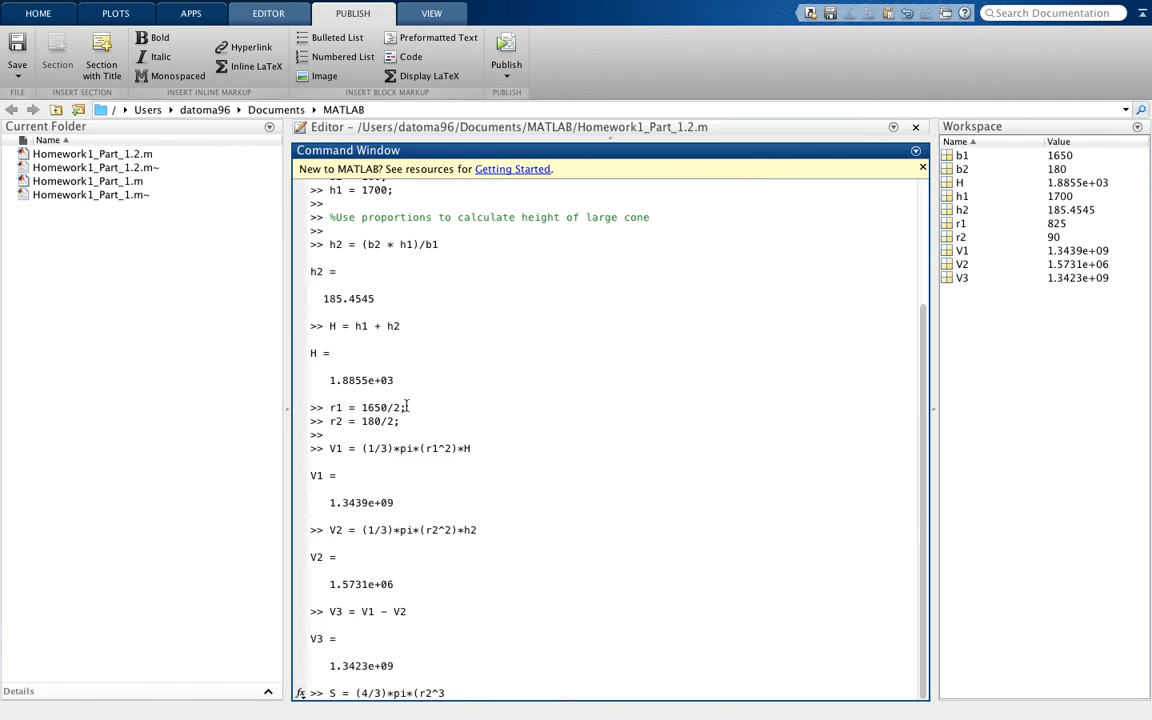 HOME PLOTS APPS EDITOR PUBLISH VIEW Search Documentation
Bold
Italic
Monospaced
Hyperlink
Inline LaTeX
Bulleted List
Numbered List
Image
Preformatted Text
Code
Display LaTeX
Save
Section
Section with Title
Publish
FILE INSERT SECTION INSERT INLINE MARKUP INSERT BLOCK MARKUP PUBLISH
/ Users datoma96 Documents MATLAB
Current Folder
Name
Homework1_Part_1.2.m
Homework1_Part_1.2.m~
Homework1_Part_1.m
Homework1_Part_1.m~
Details
Editor – /Users/datoma96/Documents/MATLAB/Homework1_Part_1.2.m
Command Window
New to MATLAB? See resources for Getting Started.
>> h1 = 1700;
>>
>> %Use proportions to calculate height of large cone
>>
>> h2 = (b2 * h1)/b1
h2 =
185.4545
>> H = h1 + h2
H =
1.8855e+03
>> r1 = 1650/2;
>> r2 = 180/2;
>>
>> V1 = (1/3)*pi*(r1^2)*H
V1 =
1.3439e+09
>> V2 = (1/3)*pi*(r2^2)*h2
V2 =
1.5731e+06
>> V3 = V1 - V2
V3 =
1.3423e+09
fx >> S = (4/3)*pi*(r2^3
Workspace
Name Value
b1 1650
b2 180
H 1.8855e+03
h1 1700
h2 185.4545
r1 825
r2 90
V1 1.3439e+09
V2 1.5731e+06
V3 1.3423e+09